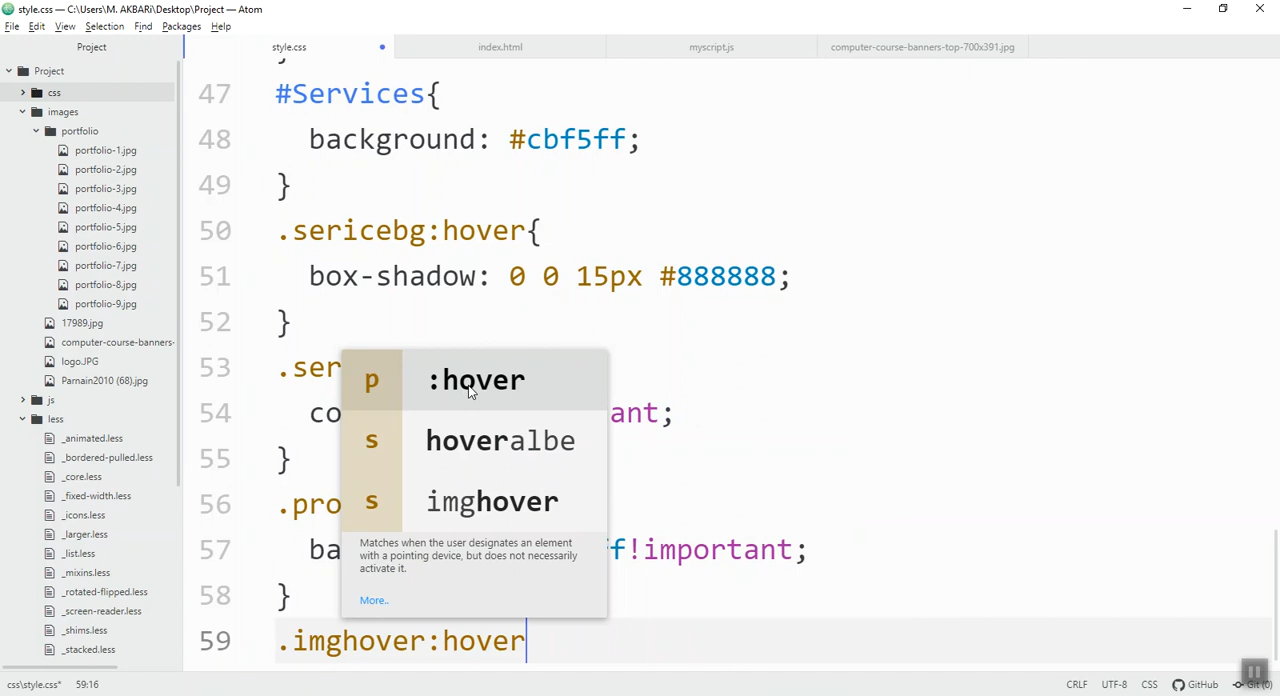 style.css — C:\Users\M. AKBARi\Desktop\Project — Atom
File Edit View Selection Find Packages Help
Project
style.css index.html myscript.js computer-course-banners-top-700x391.jpg
Project
css
images
portfolio
portfolio-1.jpg
portfolio-2.jpg
portfolio-3.jpg
portfolio-4.jpg
portfolio-5.jpg
portfolio-6.jpg
portfolio-7.jpg
portfolio-8.jpg
portfolio-9.jpg
17989.jpg
computer-course-banners-
logo.JPG
Parnain2010 (68).jpg
js
less
_animated.less
_bordered-pulled.less
_core.less
_fixed-width.less
_icons.less
_larger.less
_list.less
_mixins.less
_rotated-flipped.less
_screen-reader.less
_shims.less
_stacked.less
47 #Services{
48 background: #cbf5ff;
49 }
50 .sericebg:hover{
51 box-shadow: 0 0 15px #888888;
52 }
53 .ser
54 co ant;
55 }
56 .pro
57 ba f!important;
58 }
59 .imghover:hover
p :hover
s hoveralbe
s imghover
Matches when the user designates an element
with a pointing device, but does not necessarily
activate it.
More..
css\style.css* 59:16 CRLF UTF-8 CSS GitHub Git (0)